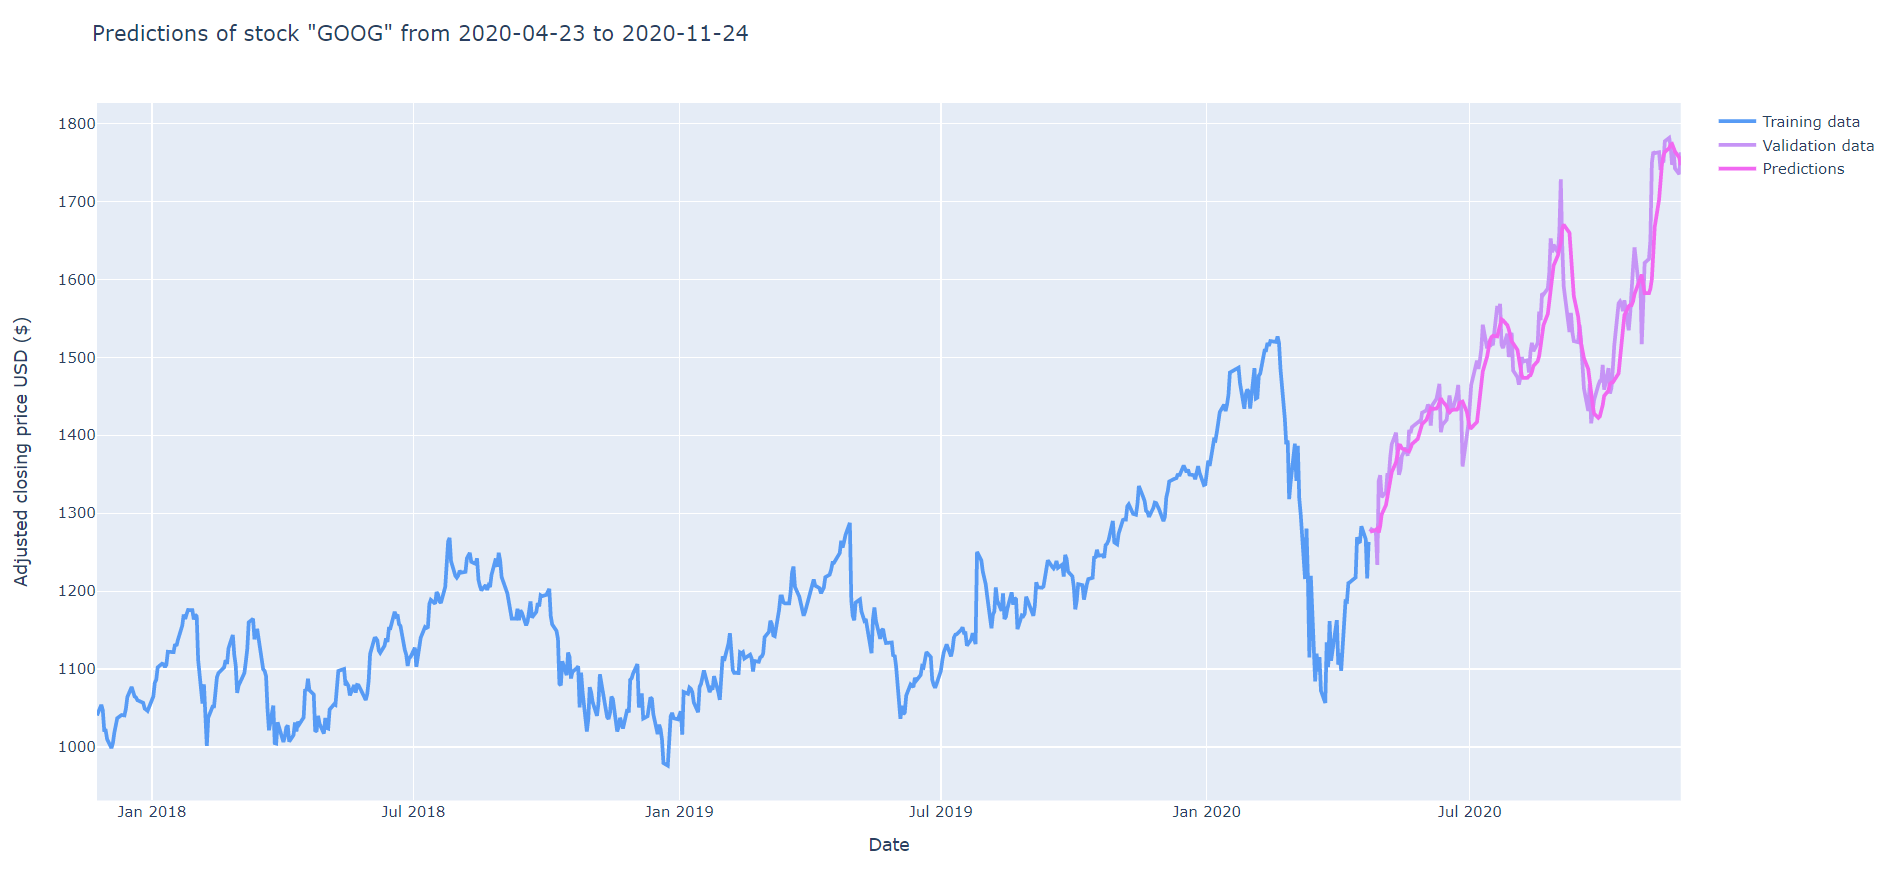 Predictions of stock "GOOG" from 2020-04-23 to 2020-11-24
Training data
Validation data
Predictions
Adjusted closing price USD ($)
1800
1700
1600
1500
1400
1300
1200
1100
1000
Jan 2018
Jul 2018
Jan 2019
Jul 2019
Jan 2020
Jul 2020
Date